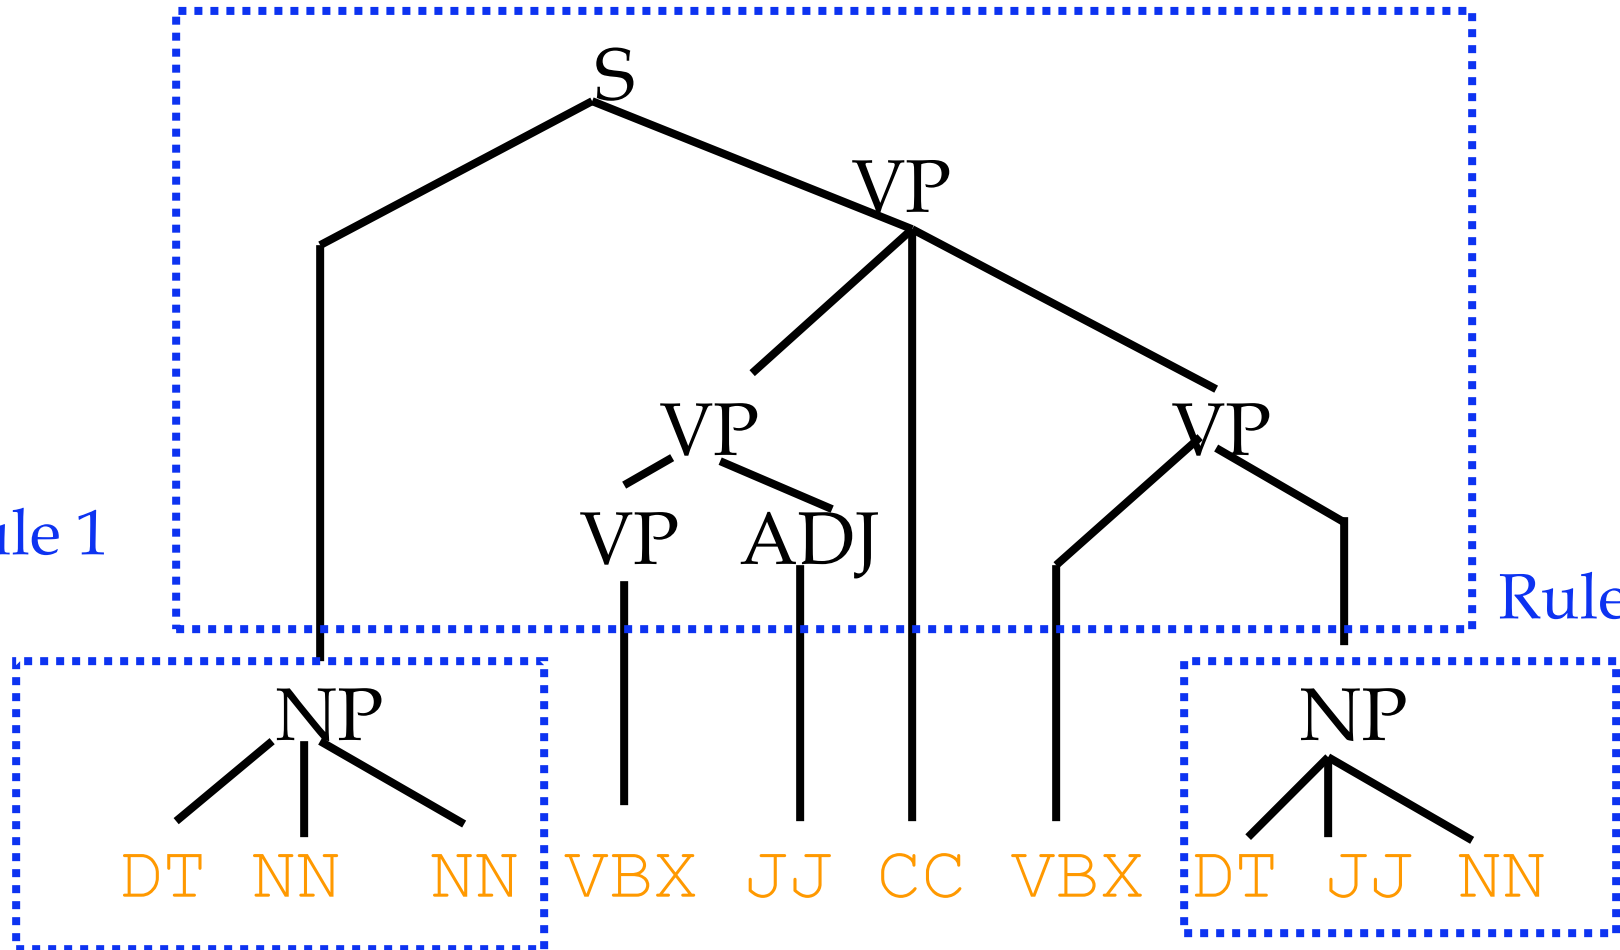 S
VP
VP VP
VP ADJ
ule 1
Rule
NP NP
DT NN NN VBX JJ CC VBX DT JJ NN